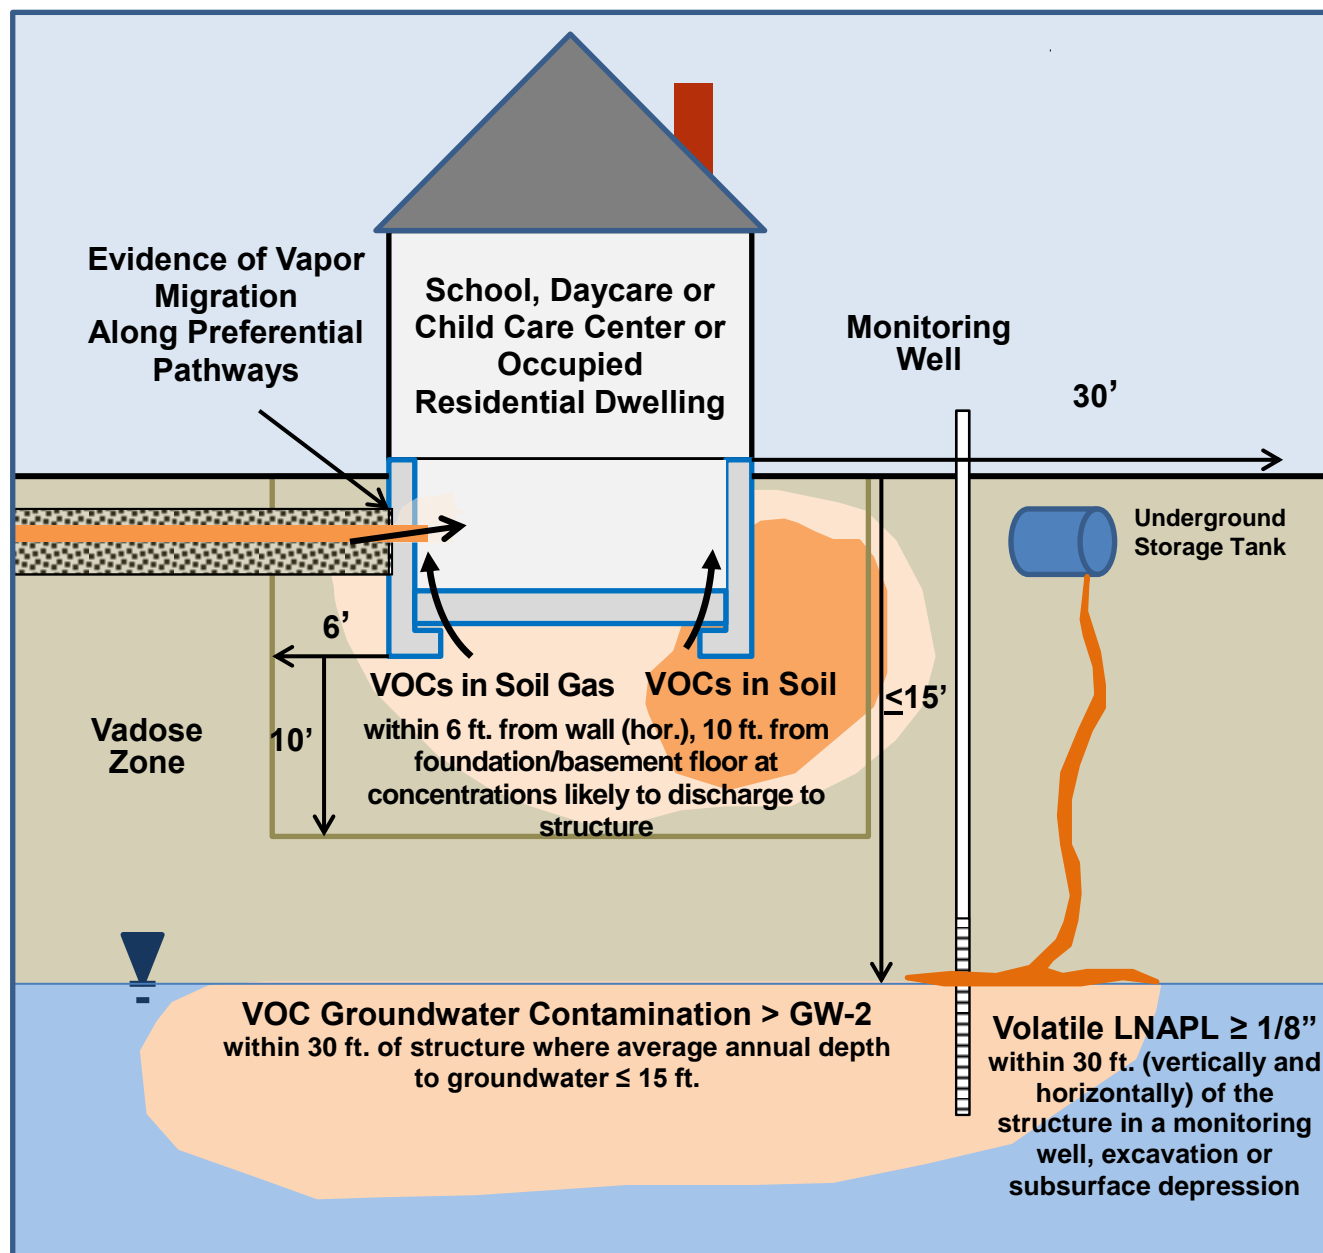 Evidence of Vapor
Migration
Along Preferential
Pathways
School, Daycare or
Child Care Center or
Occupied
Residential Dwelling
Monitoring
Well
30’
Underground
Storage Tank
6’
10’
≤15’
Vadose
Zone
VOCs in Soil Gas
VOCs in Soil
within 6 ft. from wall (hor.), 10 ft. from
foundation/basement floor at
concentrations likely to discharge to
structure
VOC Groundwater Contamination > GW-2
within 30 ft. of structure where average annual depth
to groundwater ≤ 15 ft.
Volatile LNAPL ≥ 1/8”
within 30 ft. (vertically and
horizontally) of the
structure in a monitoring
well, excavation or
subsurface depression